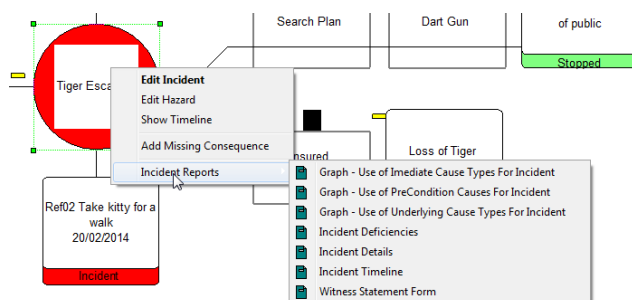 Search Plan
Dart Gun
of public
Stopped
Tiger Esca
Edit Incident
Edit Hazard
Show Timeline
Add Missing Consequence
Incident Reports
nsured
Loss of Tiger
Ref02 Take kitty for a
walk
20/02/2014
Incident
Graph - Use of Imediate Cause Types For Incident
Graph - Use of PreCondition Causes For Incident
Graph - Use of Underlying Cause Types For Incident
Incident Deficiencies
Incident Details
Incident Timeline
Witness Statement Form